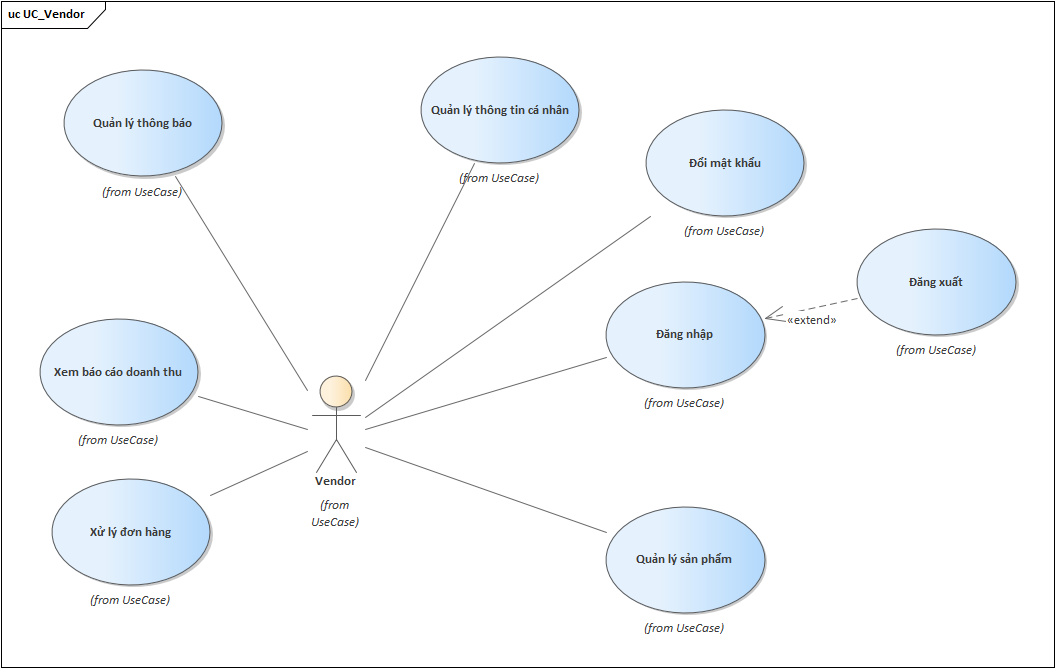 uc UC_Vendor
Quản lý thông báo
(from UseCase)
Quản lý thông tin cá nhân
(from UseCase)
Đổi mật khẩu
(from UseCase)
Đăng xuất
(from UseCase)
«extend»
Đăng nhập
(from UseCase)
Xem báo cáo doanh thu
(from UseCase)
Vendor
(from
UseCase)
Xử lý đơn hàng
(from UseCase)
Quản lý sản phẩm
(from UseCase)